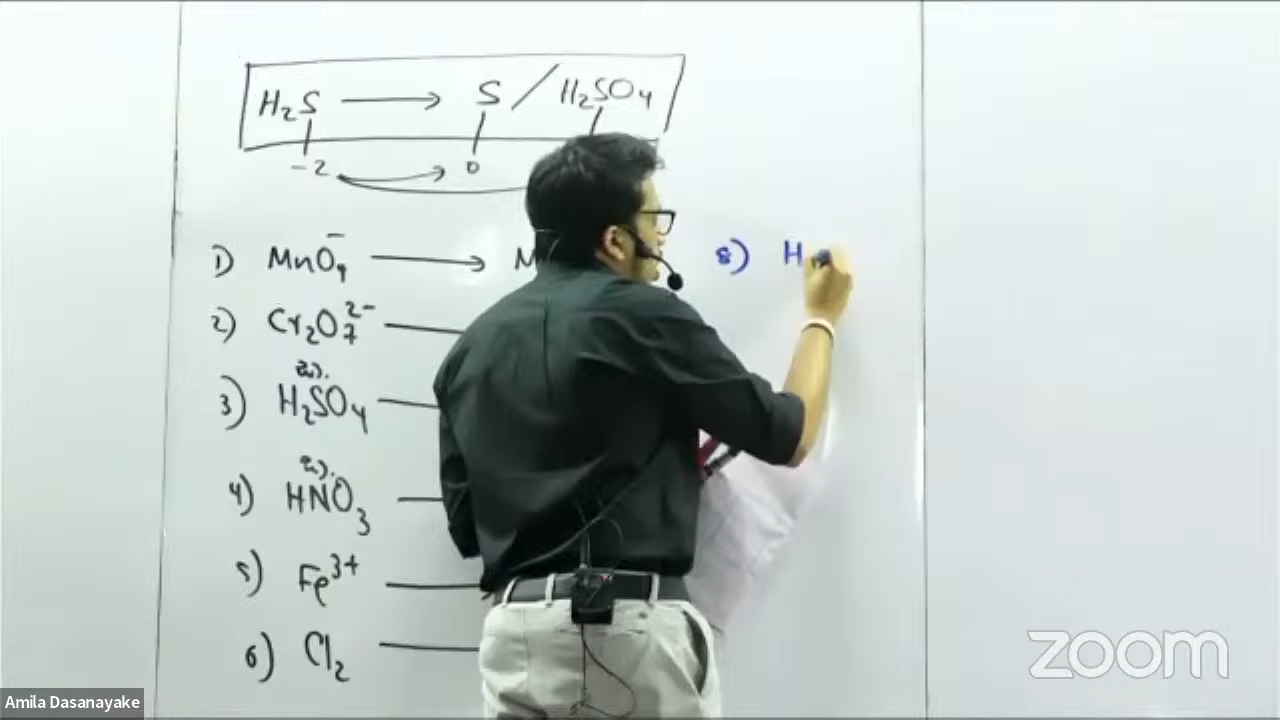 H₂S → S / H₂SO₄
-2 → 0
1) MnO₄⁻ → M
8) H
2) Cr₂O₇²⁻
3) H₂SO₄
4) HNO₃
5) Fe³⁺
6) Cl₂
zoom
Amila Dasanayake